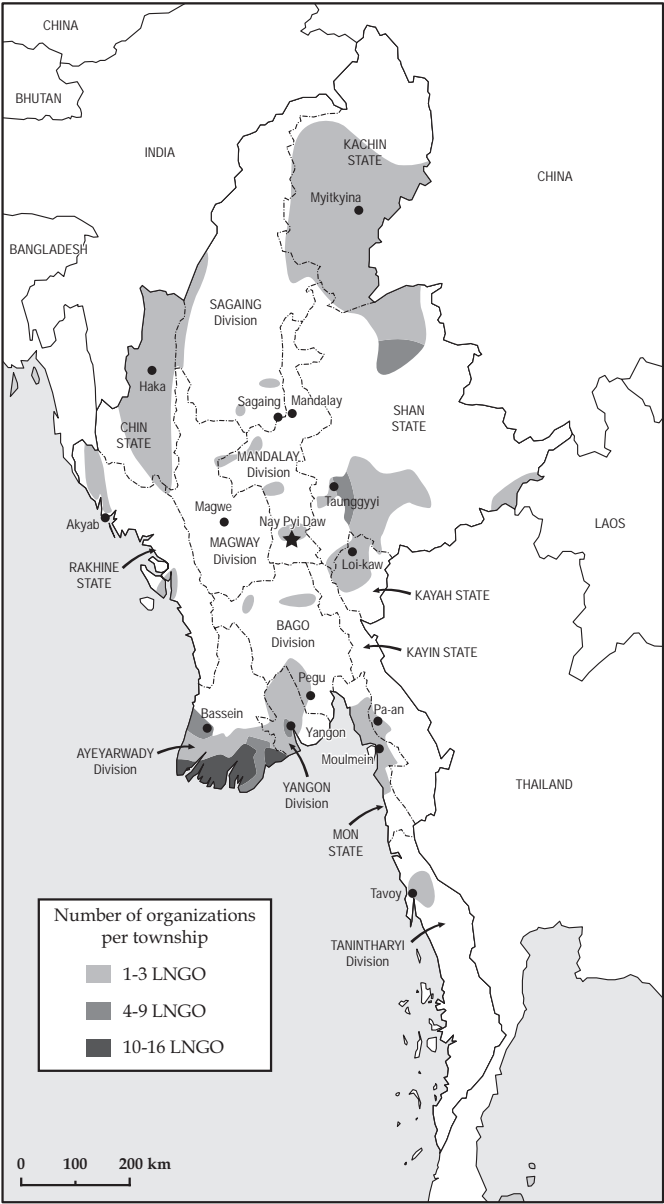 CHINA
BHUTAN
INDIA
KACHIN
STATE
CHINA
Myitkyina
BANGLADESH
SAGAING
Division
Haka
Sagaing
Mandalay
SHAN
STATE
CHIN
STATE
MANDALAY
Division
Taunggyyi
Magwe
Akyab
Nay Pyi Daw
LAOS
MAGWAY
Division
Loi-kaw
RAKHINE
STATE
KAYAH STATE
BAGO
Division
KAYIN STATE
Pegu
Bassein
Pa-an
Yangon
AYEYARWADY
Division
Moulmein
YANGON
Division
THAILAND
MON
STATE
Tavoy
TANINTHARYI
Division
Number of organizations
per township
1-3 LNGO
4-9 LNGO
10-16 LNGO
0 100 200 km